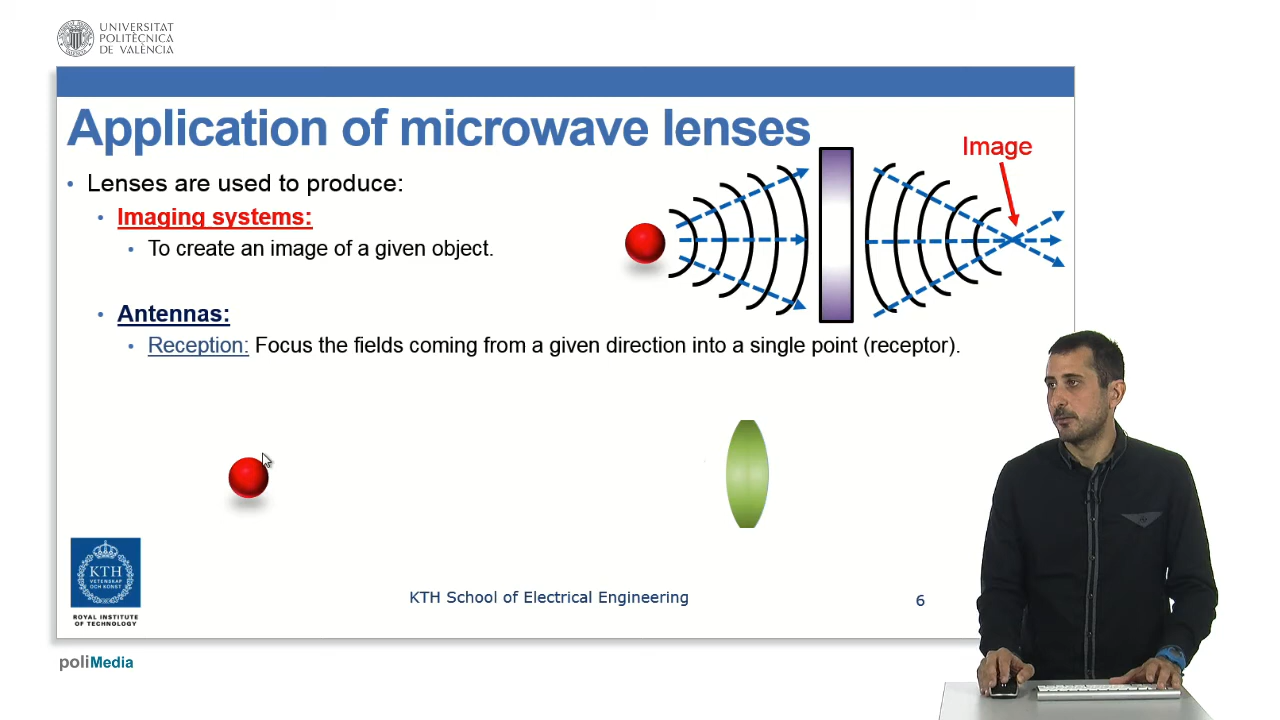 UNIVERSITAT
POLITÈCNICA
DE VALÈNCIA
Application of microwave lenses
Image
• Lenses are used to produce:
• Imaging systems:
• To create an image of a given object.
• Antennas:
• Reception: Focus the fields coming from a given direction into a single point (receptor).
KTH
VETENSKAP
OCH KONST
ROYAL INSTITUTE
OF TECHNOLOGY
KTH School of Electrical Engineering
6
poliMedia